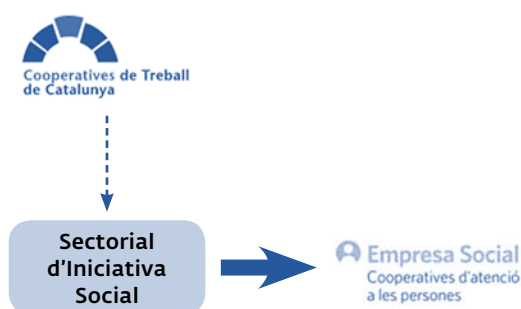 Cooperatives de Treball
de Catalunya
Sectorial
d'Iniciativa
Social
Empresa Social
Cooperatives d'atenció
a les persones